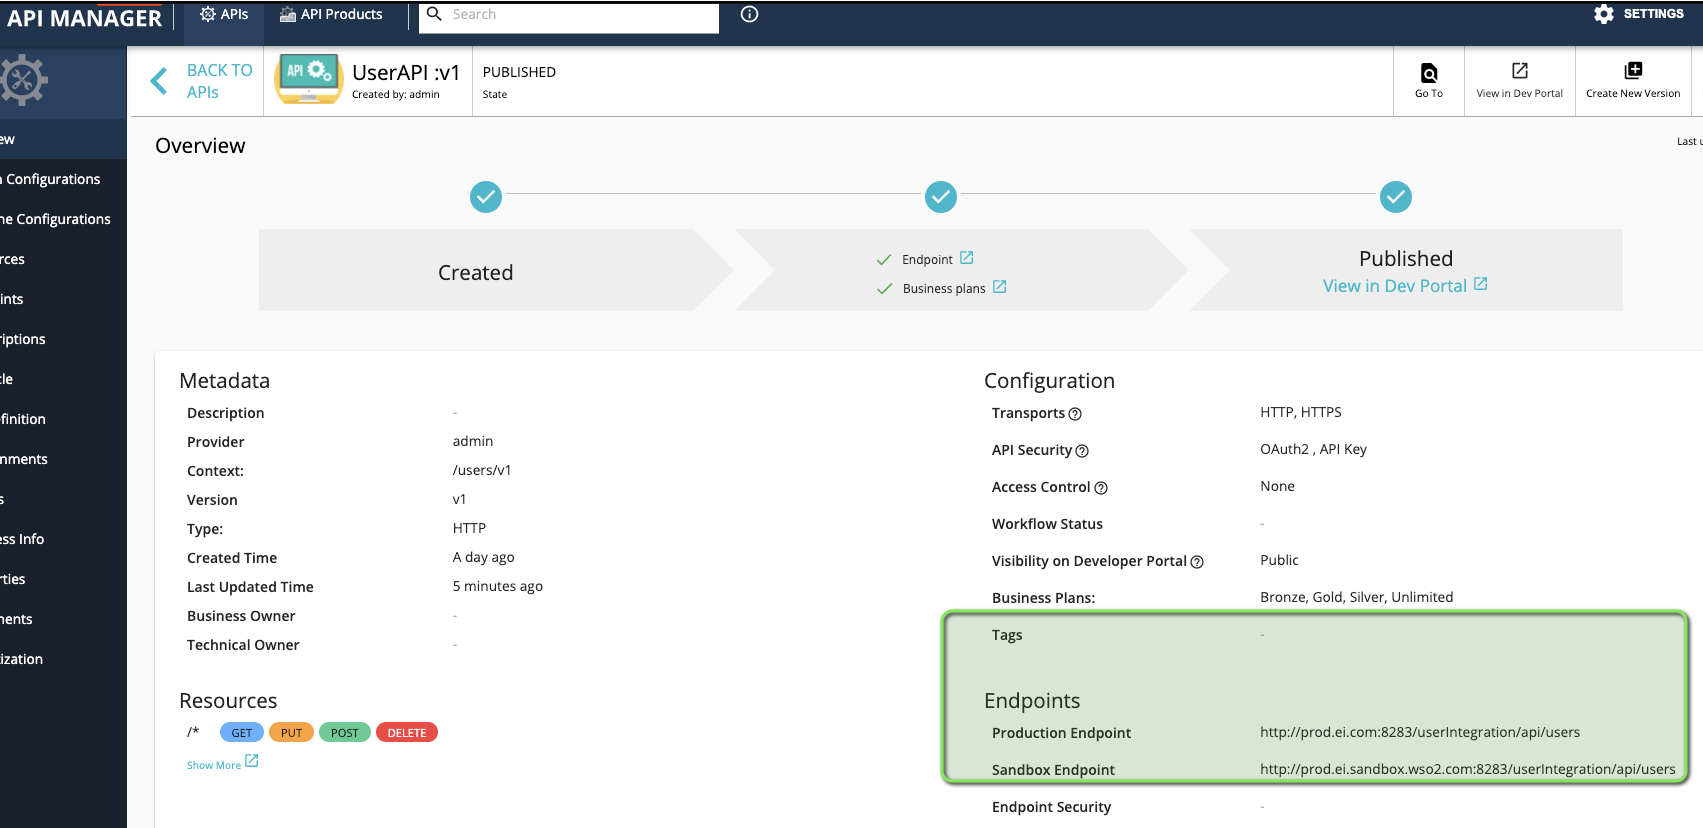 API MANAGER
APIs
API Products
Search
SETTINGS
BACK TO
APIs
API
UserAPI :v1
Created by: admin
PUBLISHED
State
Go To
View in Dev Portal
Create New Version
ew
Configurations
ne Configurations
rces
ints
riptions
cle
finition
nments
s
ess Info
rties
nents
ization
Overview
Last u
Created
Endpoint
Business plans
Published
View in Dev Portal
Metadata
Description -
Provider admin
Context: /users/v1
Version v1
Type: HTTP
Created Time A day ago
Last Updated Time 5 minutes ago
Business Owner -
Technical Owner -
Resources
/* GET PUT POST DELETE
Show More
Configuration
Transports HTTP, HTTPS
API Security OAuth2 , API Key
Access Control None
Workflow Status -
Visibility on Developer Portal Public
Business Plans: Bronze, Gold, Silver, Unlimited
Tags -
Endpoints
Production Endpoint http://prod.ei.com:8283/userIntegration/api/users
Sandbox Endpoint http://prod.ei.sandbox.wso2.com:8283/userIntegration/api/users
Endpoint Security -